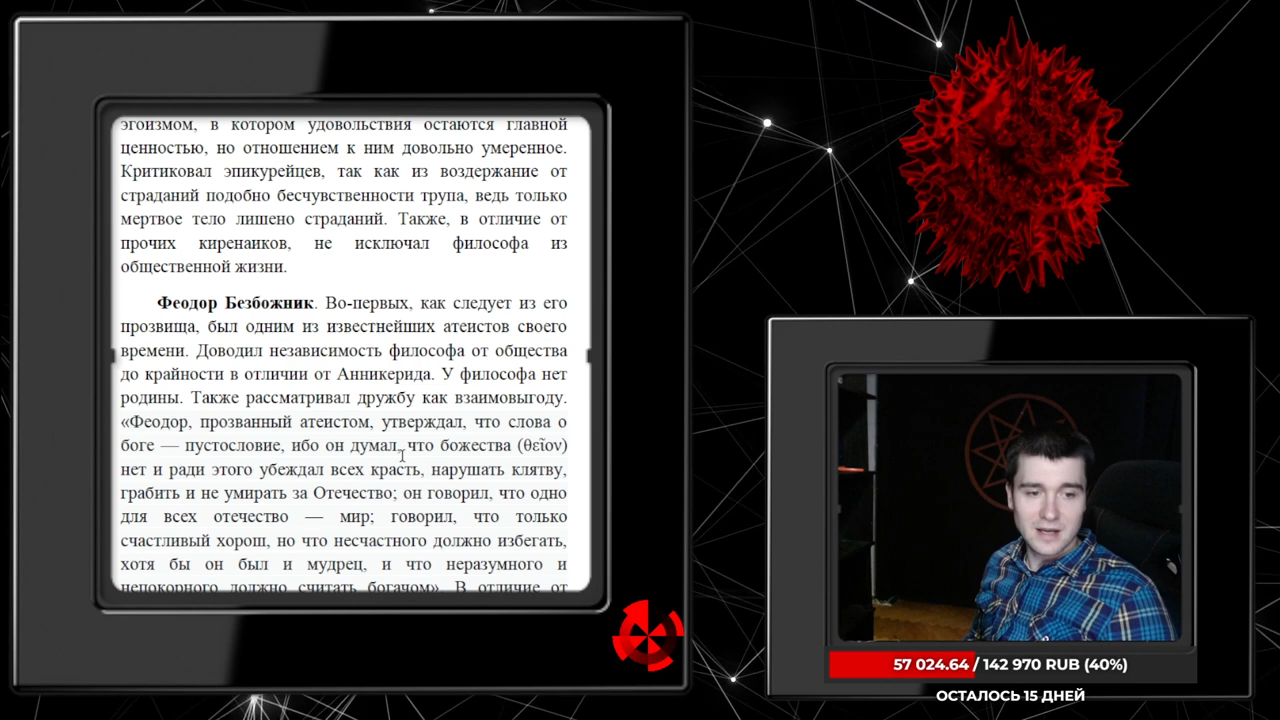 эгоизмом, в котором удовольствия остаются главной
ценностью, но отношением к ним довольно умеренное.
Критиковал эпикурейцев, так как из воздержание от
страданий подобно бесчувственности трупа, ведь только
мертвое тело лишено страданий. Также, в отличие от
прочих киренаиков, не исключал философа из
общественной жизни.
Феодор Безбожник. Во-первых, как следует из его
прозвища, был одним из известнейших атеистов своего
времени. Доводил независимость философа от общества
до крайности в отличии от Анникерида. У философа нет
родины. Также рассматривал дружбу как взаимовыгоду.
«Феодор, прозванный атеистом, утверждал, что слова о
боге — пустословие, ибо он думал, что божества (θεῖον)
нет и ради этого убеждал всех красть, нарушать клятву,
грабить и не умирать за Отечество; он говорил, что одно
для всех отечество — мир; говорил, что только
счастливый хорош, но что несчастного должно избегать,
хотя бы он был и мудрец, и что неразумного и
непокорного должно считать богачом». В отличие от
57 024.64 / 142 970 RUB (40%)
ОСТАЛОСЬ 15 ДНЕЙ